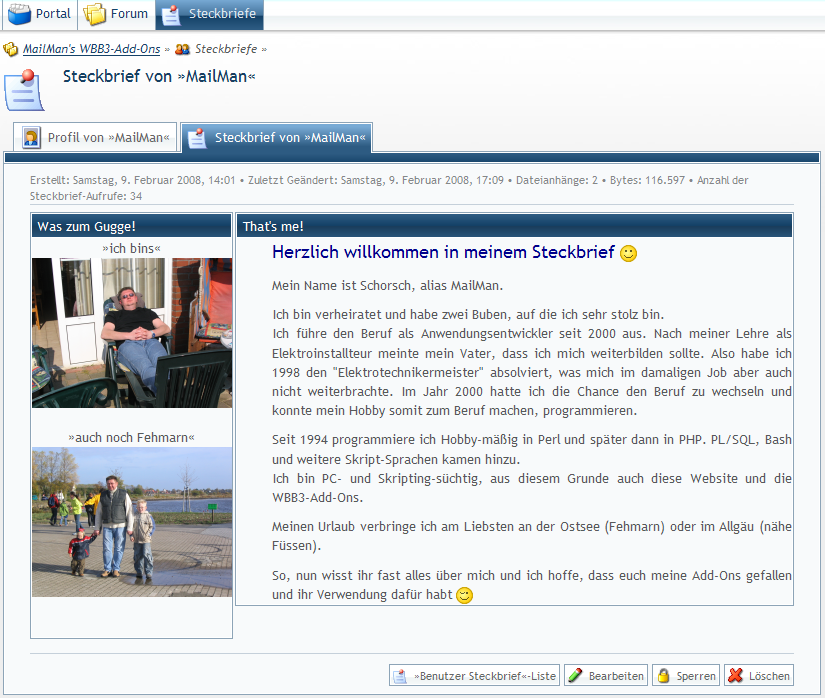 Portal Forum Steckbriefe
MailMan's WBB3-Add-Ons » Steckbriefe »
Steckbrief von »MailMan«
Profil von »MailMan« Steckbrief von »MailMan«
Erstellt: Samstag, 9. Februar 2008, 14:01 • Zuletzt Geändert: Samstag, 9. Februar 2008, 17:09 • Dateianhänge: 2 • Bytes: 116.597 • Anzahl der
Steckbrief-Aufrufe: 34
Was zum Gugge!
»ich bins«
»auch noch Fehmarn«
That's me!
Herzlich willkommen in meinem Steckbrief
Mein Name ist Schorsch, alias MailMan.
Ich bin verheiratet und habe zwei Buben, auf die ich sehr stolz bin.
Ich führe den Beruf als Anwendungsentwickler seit 2000 aus. Nach meiner Lehre als
Elektroinstallteur meinte mein Vater, dass ich mich weiterbilden sollte. Also habe ich
1998 den "Elektrotechnikermeister" absolviert, was mich im damaligen Job aber auch
nicht weiterbrachte. Im Jahr 2000 hatte ich die Chance den Beruf zu wechseln und
konnte mein Hobby somit zum Beruf machen, programmieren.
Seit 1994 programmiere ich Hobby-mäßig in Perl und später dann in PHP. PL/SQL, Bash
und weitere Skript-Sprachen kamen hinzu.
Ich bin PC- und Skripting-süchtig, aus diesem Grunde auch diese Website und die
WBB3-Add-Ons.
Meinen Urlaub verbringe ich am Liebsten an der Ostsee (Fehmarn) oder im Allgäu (nähe
Füssen).
So, nun wisst ihr fast alles über mich und ich hoffe, dass euch meine Add-Ons gefallen
und ihr Verwendung dafür habt
»Benutzer Steckbrief«-Liste Bearbeiten Sperren Löschen